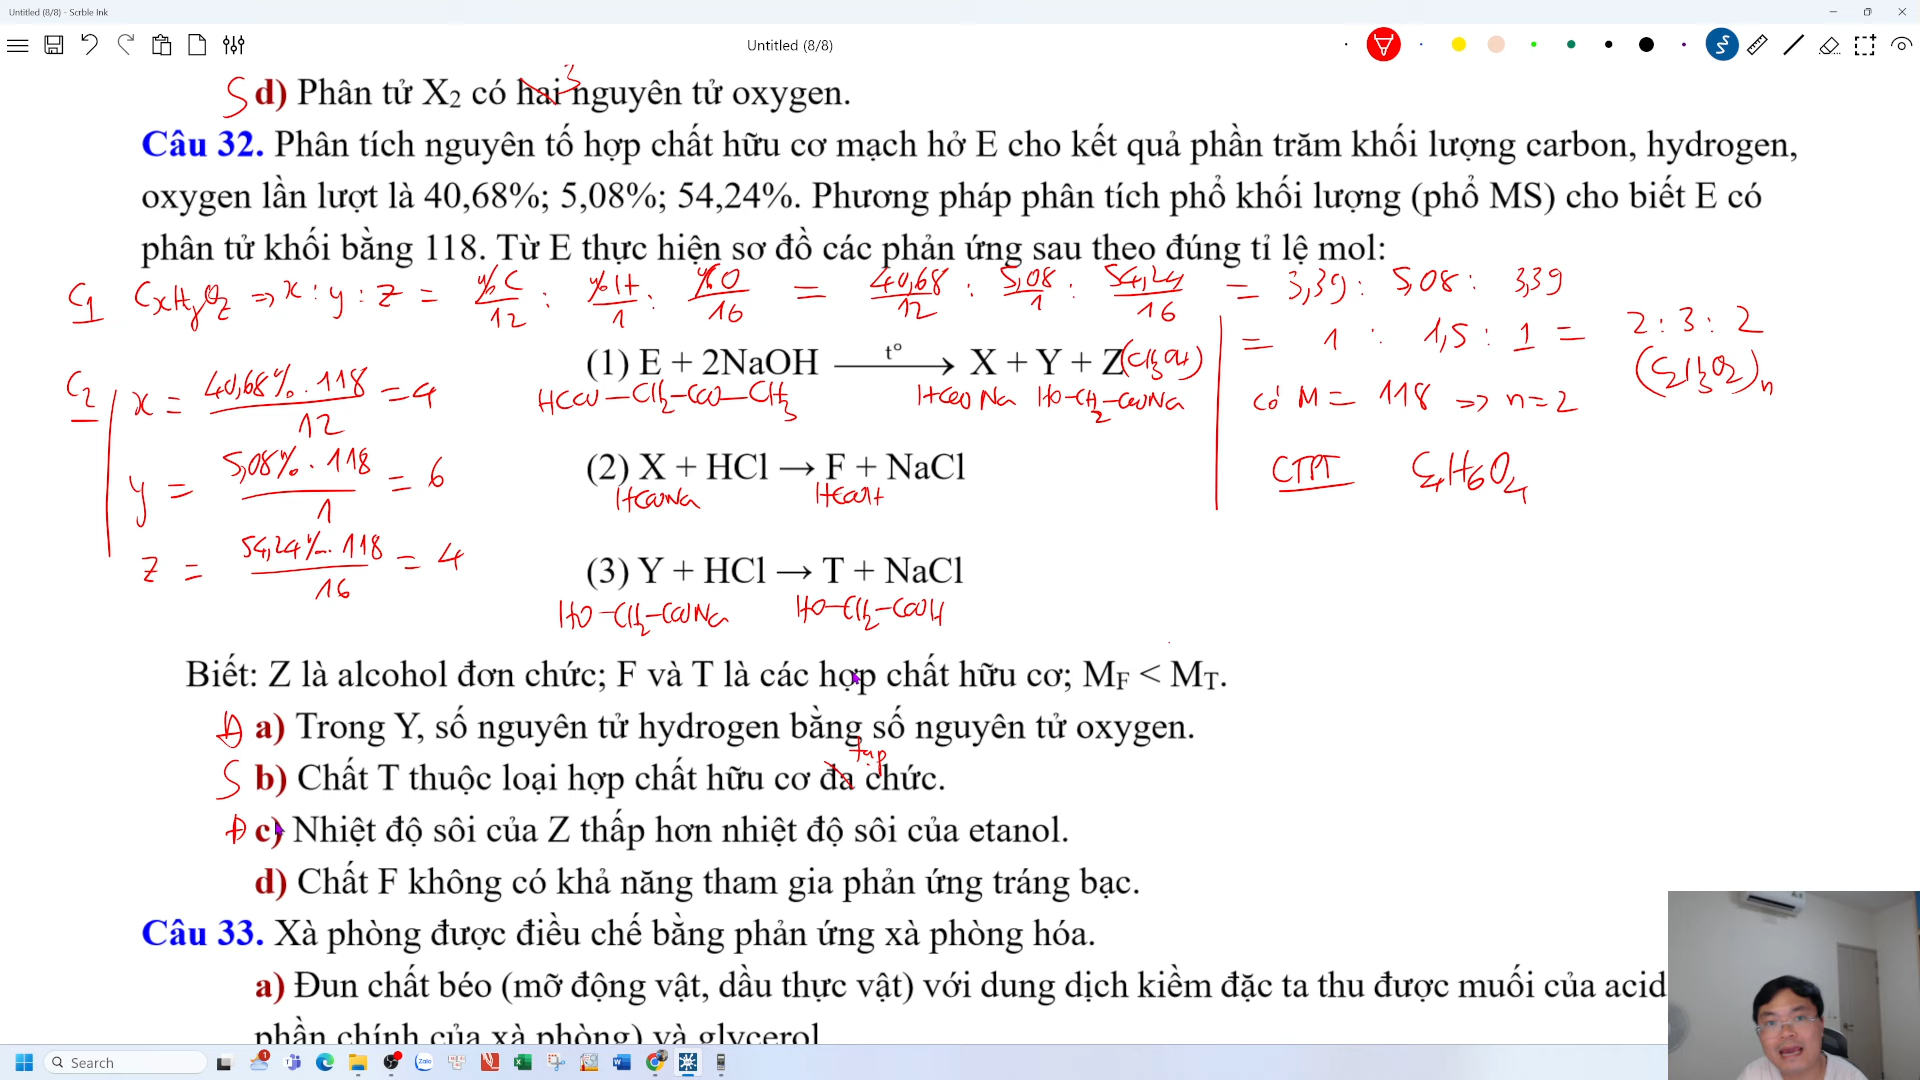 Untitled (8/8) - Scrble Ink
Untitled (8/8)
S d) Phân tử X₂ có hai nguyên tử oxygen. 3
Câu 32. Phân tích nguyên tố hợp chất hữu cơ mạch hở E cho kết quả phần trăm khối lượng carbon, hydrogen,
oxygen lần lượt là 40,68%; 5,08%; 54,24%. Phương pháp phân tích phổ khối lượng (phổ MS) cho biết E có
phân tử khối bằng 118. Từ E thực hiện sơ đồ các phản ứng sau theo đúng tỉ lệ mol:
C1 CxHyOz => x : y : z = %C/12 : %H/1 : %O/16 = 40,68/12 : 5,08/1 : 54,24/16 = 3,39 : 5,08 : 3,39
= 1 : 1,5 : 1 = 2 : 3 : 2
(C2H3O2)n
(1) E + 2NaOH t° → X + Y + Z (CH3OH)
HCOO-CH2-COO-CH3 HCOONa HO-CH2-COONa
C2 x = 40,68%.118/12 = 4
có M = 118 => n=2
y = 5,08%.118/1 = 6
(2) X + HCl → F + NaCl
HCOONa HCOOH
CTPT C4H6O4
z = 54,24%.118/16 = 4
(3) Y + HCl → T + NaCl
HO-CH2-COONa HO-CH2-COOH
Biết: Z là alcohol đơn chức; F và T là các hợp chất hữu cơ; M_F < M_T.
Đ a) Trong Y, số nguyên tử hydrogen bằng số nguyên tử oxygen.
tạp
S b) Chất T thuộc loại hợp chất hữu cơ đa chức.
Đ c) Nhiệt độ sôi của Z thấp hơn nhiệt độ sôi của etanol.
d) Chất F không có khả năng tham gia phản ứng tráng bạc.
Câu 33. Xà phòng được điều chế bằng phản ứng xà phòng hóa.
a) Đun chất béo (mỡ động vật, dầu thực vật) với dung dịch kiềm đặc ta thu được muối của acid
phần chính của xà phòng) và glycerol
Search